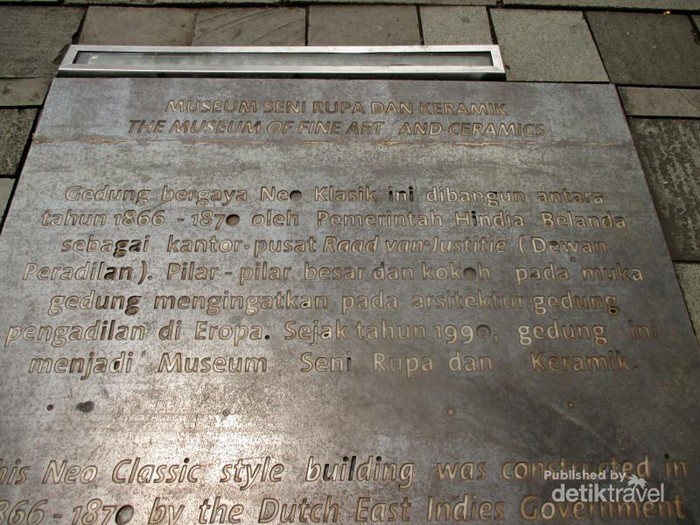 MUSEUM SENI RUPA DAN KERAMIK
THE MUSEUM OF FINE ART AND CERAMICS
Gedung bergaya Neo Klasik ini dibangun antara
tahun 1866 - 1870 oleh Pemerintah Hindia Belanda
sebagai kantor pusat Raad van Justitie (Dewan
Peradilan). Pilar - pilar besar dan kokoh pada muka
gedung mengingatkan pada arsitektur gedung
pengadilan di Eropa. Sejak tahun 1990, gedung ini
menjadi Museum Seni Rupa dan Keramik.
This Neo Classic style building was constructed in
1866 - 1870 by the Dutch East Indies Government
Published by
detiktravel